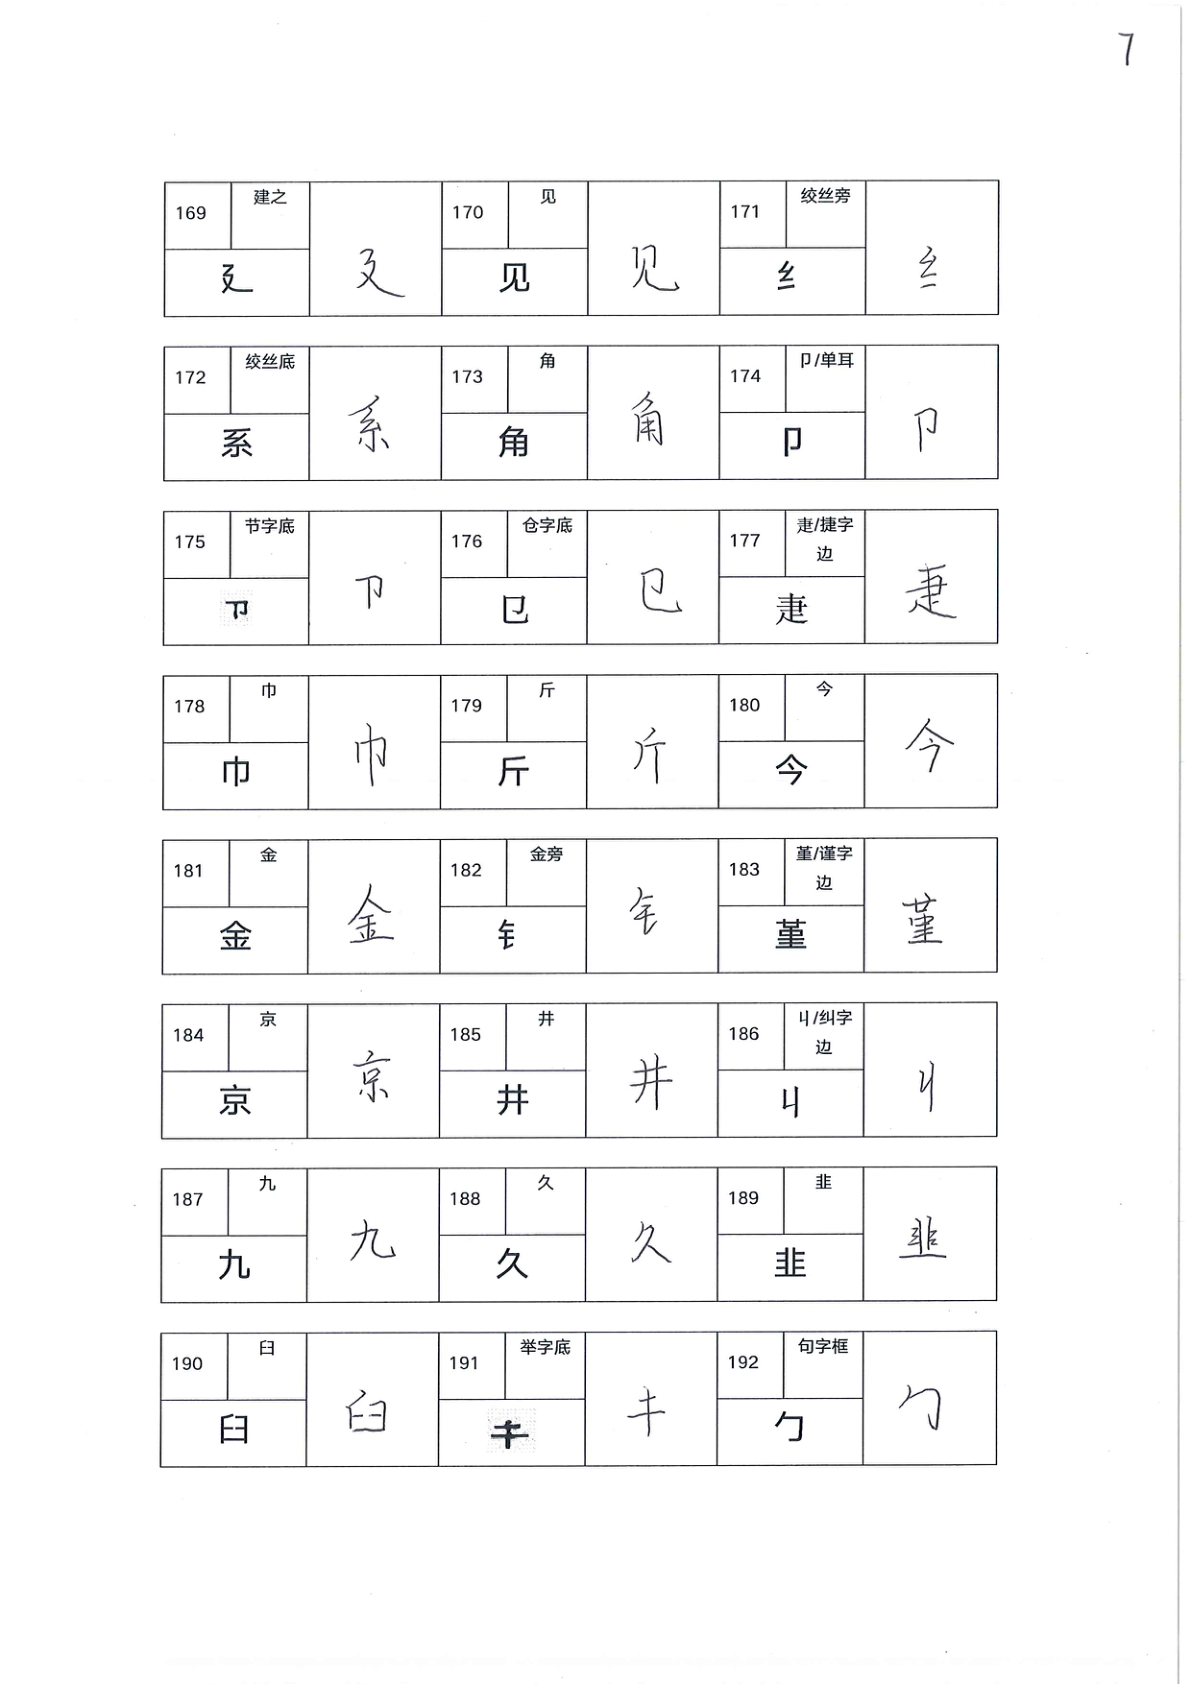 7
169 建之 廴 廴 170 见 见 见 171 绞丝旁 纟 纟
172 绞丝底 系 系 173 角 角 角 174 卩/单耳 卩 卩
175 节字底 卩 卩 176 仓字底 㔾 㔾 177 疌/捷字边 疌 疌
178 巾 巾 巾 179 斤 斤 斤 180 今 今 今
181 金 金 金 182 金旁 钅 钅 183 堇/谨字边 堇 堇
184 京 京 京 185 井 井 井 186 丩/纠字边 丩 丩
187 九 九 九 188 久 久 久 189 韭 韭 韭
190 臼 臼 臼 191 举字底 192 句字框 勹 勹